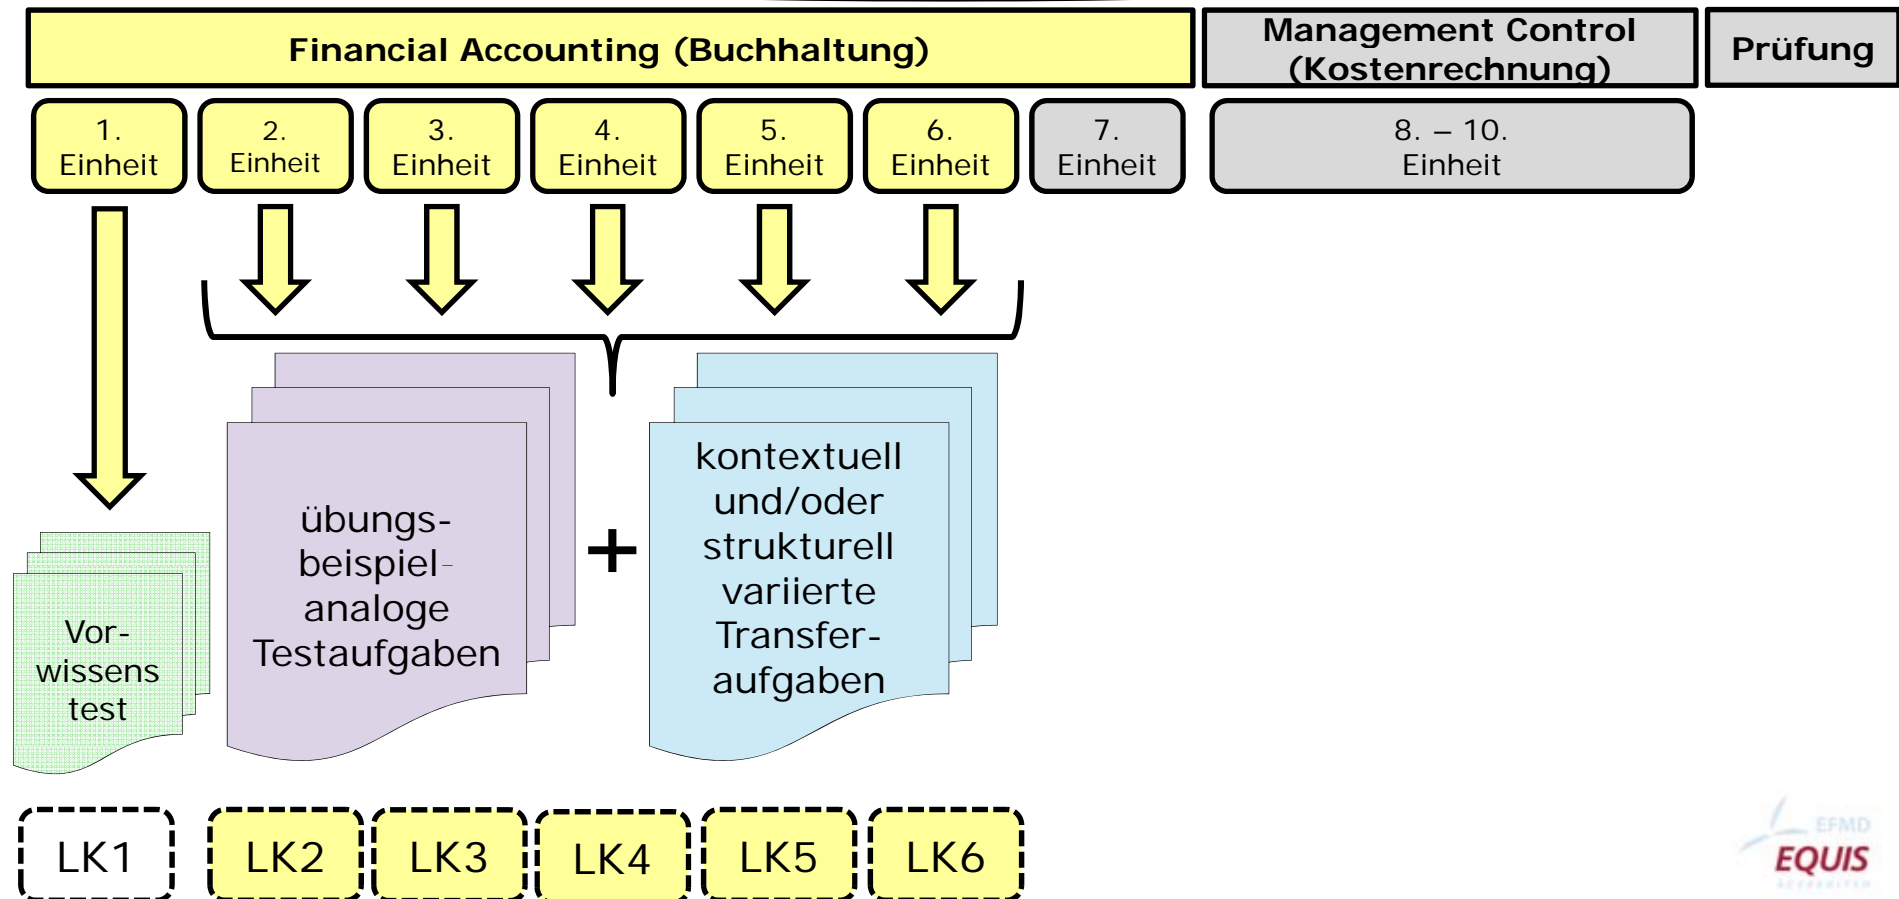 Financial Accounting (Buchhaltung)
Management Control
(Kostenrechnung)
Prüfung
1.
Einheit
2.
Einheit
3.
Einheit
4.
Einheit
5.
Einheit
6.
Einheit
7.
Einheit
8. – 10.
Einheit
Vor-
wissens
test
übungs-
beispiel-
analoge
Testaufgaben
+
kontextuell
und/oder
strukturell
variierte
Transfer-
aufgaben
LK1
LK2
LK3
LK4
LK5
LK6
EFMD
EQUIS
ACCREDITED